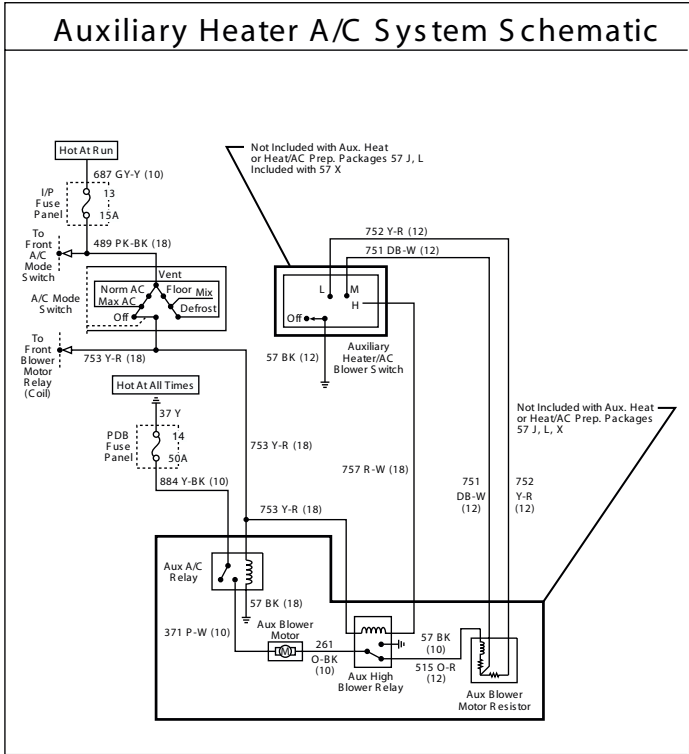 Auxiliary Heater A/C System Schematic
Not Included with Aux. Heat
or Heat/AC Prep. Packages 57 J, L
Included with 57 X
Hot At Run
687 GY-Y (10)
I/P
Fuse
Panel
13
15A
To
Front
A/C
Mode
Switch
489 PK-BK (18)
752 Y-R (12)
751 DB-W (12)
A/C Mode
Switch
Vent
Norm AC
Floor
Mix
Max AC
Defrost
Off
L
M
H
Off
To
Front
Blower
Motor
Relay
(Coil)
753 Y-R (18)
57 BK (12)
Auxiliary
Heater/AC
Blower Switch
Hot At All Times
37 Y
PDB
Fuse
Panel
14
50A
Not Included with Aux. Heat
or Heat/AC Prep. Packages
57 J, L, X
753 Y-R (18)
757 R-W (18)
751
DB-W
(12)
752
Y-R
(12)
884 Y-BK (10)
753 Y-R (18)
Aux A/C
Relay
57 BK (18)
371 P-W (10)
Aux Blower
Motor
M
261
O-BK
(10)
57 BK
(10)
515 O-R
(12)
Aux High
Blower Relay
Aux Blower
Motor Resistor